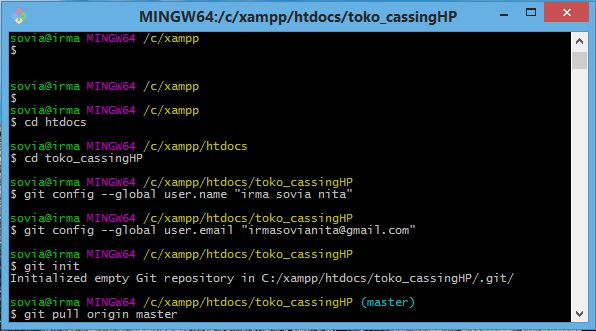 MINGW64:/c/xampp/htdocs/toko_cassingHP
sovia@irma MINGW64 /c/xampp
$
$
sovia@irma MINGW64 /c/xampp
$ cd htdocs
sovia@irma MINGW64 /c/xampp/htdocs
$ cd toko_cassingHP
sovia@irma MINGW64 /c/xampp/htdocs/toko_cassingHP
$ git config --global user.name "irma sovia nita"
sovia@irma MINGW64 /c/xampp/htdocs/toko_cassingHP
$ git config --global user.email "irmasovianita@gmail.com"
sovia@irma MINGW64 /c/xampp/htdocs/toko_cassingHP
$ git init
Initialized empty Git repository in C:/xampp/htdocs/toko_cassingHP/.git/
sovia@irma MINGW64 /c/xampp/htdocs/toko_cassingHP (master)
$ git pull origin master